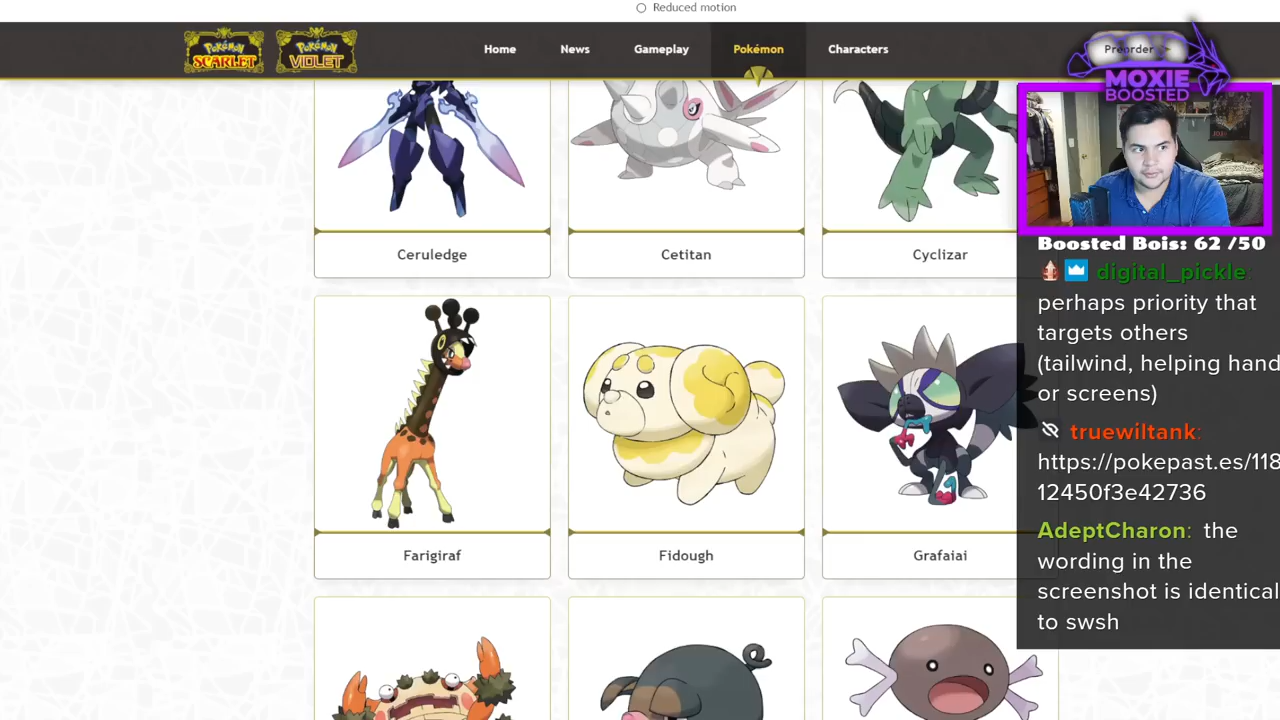 Reduced motion
Pokémon SCARLET
Pokémon VIOLET
Home
News
Gameplay
Pokémon
Characters
Preorder
MOXIE
BOOSTED
Ceruledge
Cetitan
Cyclizar
Farigiraf
Fidough
Grafaiai
Boosted Bois: 62 /50
digital_pickle:
perhaps priority that
targets others
(tailwind, helping hand
or screens)
truewiltank:
https://pokepast.es/118
12450f3e42736
AdeptCharon: the
wording in the
screenshot is identical
to swsh